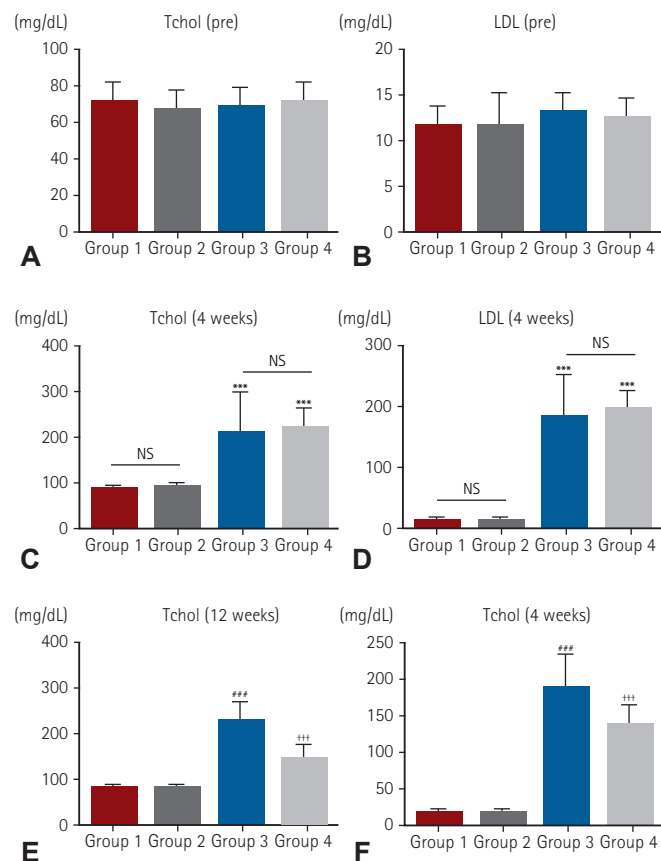 (mg/dL) Tchol (pre)
100
80
60
40
20
0
Group 1 Group 2 Group 3 Group 4
A
(mg/dL) LDL (pre)
20
15
10
5
0
Group 1 Group 2 Group 3 Group 4
B
(mg/dL) Tchol (4 weeks)
400
300
200
100
0
NS
***
***
NS
Group 1 Group 2 Group 3 Group 4
C
(mg/dL) LDL (4 weeks)
300
200
100
0
NS
***
***
NS
Group 1 Group 2 Group 3 Group 4
D
(mg/dL) Tchol (12 weeks)
400
300
200
100
0
###
†††
Group 1 Group 2 Group 3 Group 4
E
(mg/dL) Tchol (4 weeks)
250
200
150
100
50
0
###
†††
Group 1 Group 2 Group 3 Group 4
F